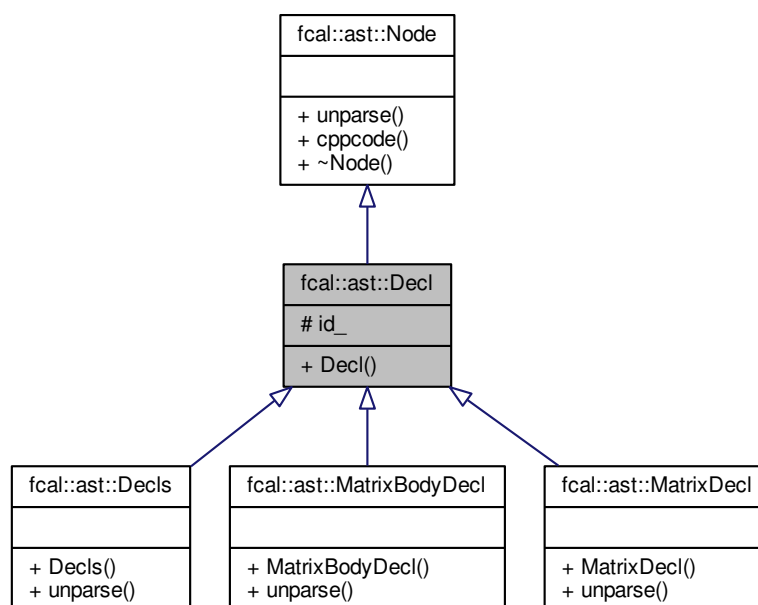 fcal::ast::Node
+ unparse()
+ cppcode()
+ ~Node()
fcal::ast::Decl
# id_
+ Decl()
fcal::ast::Decls
+ Decls()
+ unparse()
fcal::ast::MatrixBodyDecl
+ MatrixBodyDecl()
+ unparse()
fcal::ast::MatrixDecl
+ MatrixDecl()
+ unparse()